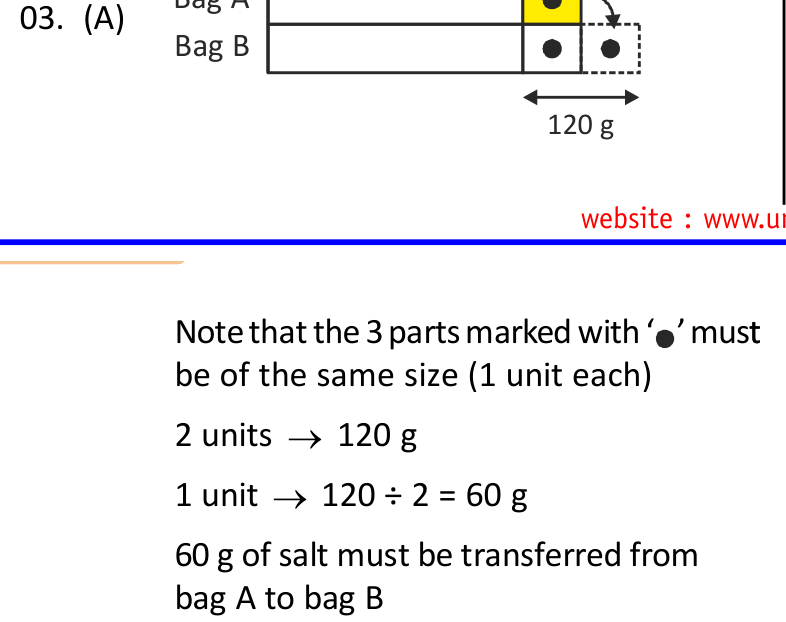 03. (A)
Bag A
Bag B
120 g
website : www.
Note that the 3 parts marked with ‘●’ must
be of the same size (1 unit each)
2 units → 120 g
1 unit → 120 ÷ 2 = 60 g
60 g of salt must be transferred from
bag A to bag B